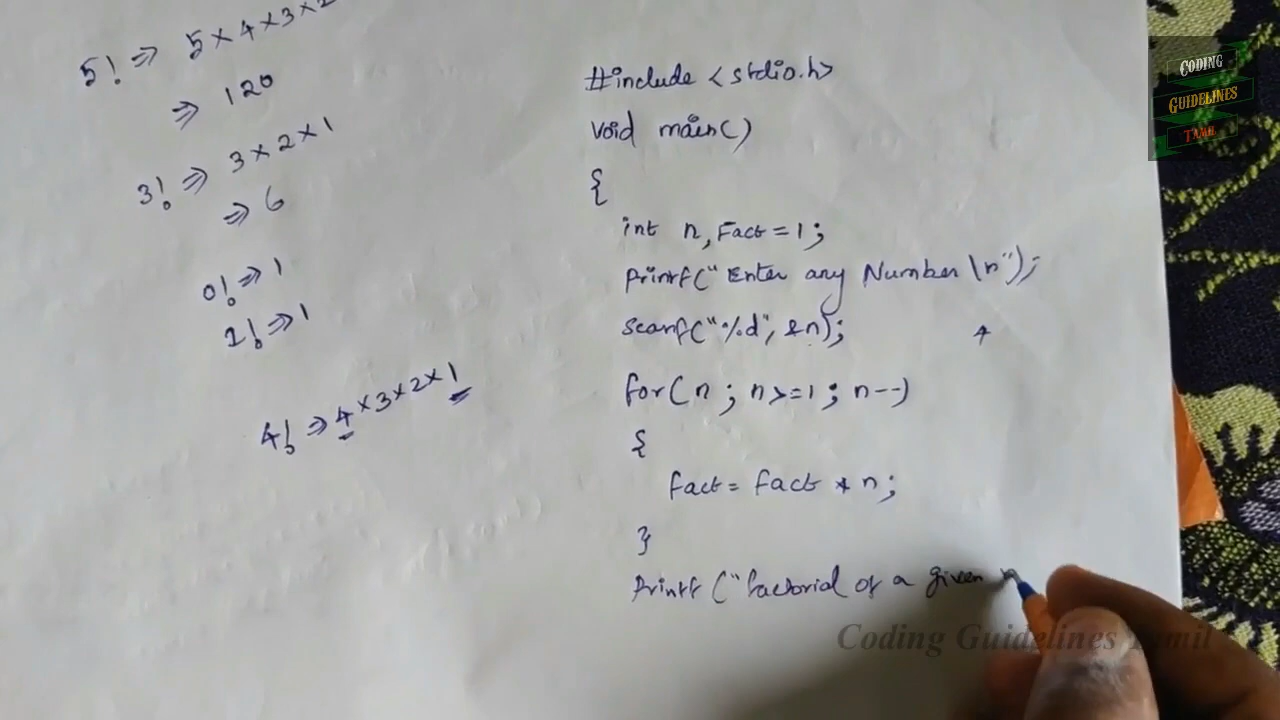 5! ⇒ 5 × 4 × 3 × 2
⇒ 120
3! ⇒ 3 × 2 × 1
⇒ 6
0! ⇒ 1
1! ⇒ 1
4! ⇒ 4 × 3 × 2 × 1
#include <stdio.h>
void main()
{
int n, Fact = 1;
Printf(" Enter any Number \n");
Scanf("%d", &n);
4
for(n ; n>=1 ; n--)
{
fact = fact * n;
}
Printf ("factorial of a given n
CODING
GUIDELINES
TAMIL
Coding Guidelines Tamil